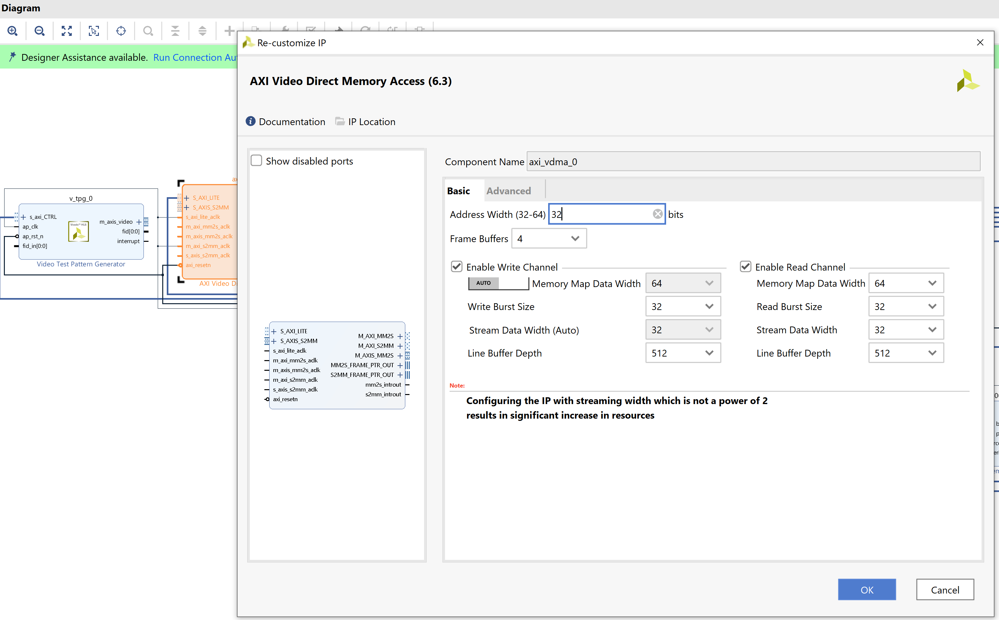 Diagram
Designer Assistance available. Run Connection
v_tpg_0
s_axi_CTRL
ap_clk
ap_rst_n
fid_in[0:0]
Vivado™ HLS
m_axis_video
fid[0:0]
interrupt
Video Test Pattern Generator
S_AXI_LITE
S_AXIS_S2MM
s_axi_lite_aclk
m_axi_mm2s_aclk
m_axis_mm2s_aclk
m_axi_s2mm_aclk
s_axis_s2mm_aclk
axi_resetn
AXI Video
Re-customize IP
AXI Video Direct Memory Access (6.3)
Documentation IP Location
Show disabled ports
S_AXI_LITE
S_AXIS_S2MM
s_axi_lite_aclk
m_axi_mm2s_aclk
m_axis_mm2s_aclk
m_axi_s2mm_aclk
s_axis_s2mm_aclk
axi_resetn
M_AXI_MM2S
M_AXI_S2MM
M_AXIS_MM2S
MM2S_FRAME_PTR_OUT
S2MM_FRAME_PTR_OUT
mm2s_introut
s2mm_introut
Component Name axi_vdma_0
Basic Advanced
Address Width (32-64) 32 bits
Frame Buffers 4
Enable Write Channel
AUTO Memory Map Data Width 64
Write Burst Size 32
Stream Data Width (Auto) 32
Line Buffer Depth 512
Enable Read Channel
Memory Map Data Width 64
Read Burst Size 32
Stream Data Width 32
Line Buffer Depth 512
Note:
Configuring the IP with streaming width which is not a power of 2
results in significant increase in resources
OK Cancel